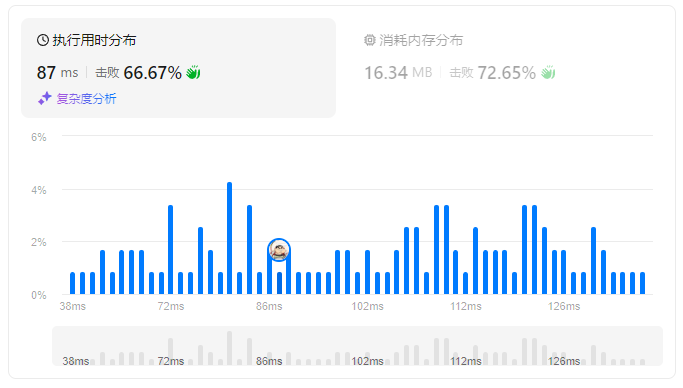 执行用时分布
消耗内存分布
87 ms 击败 66.67%
16.34 MB 击败 72.65%
复杂度分析
6%
4%
2%
0%
38ms 72ms 86ms 102ms 112ms 126ms
38ms 72ms 86ms 102ms 112ms 126ms